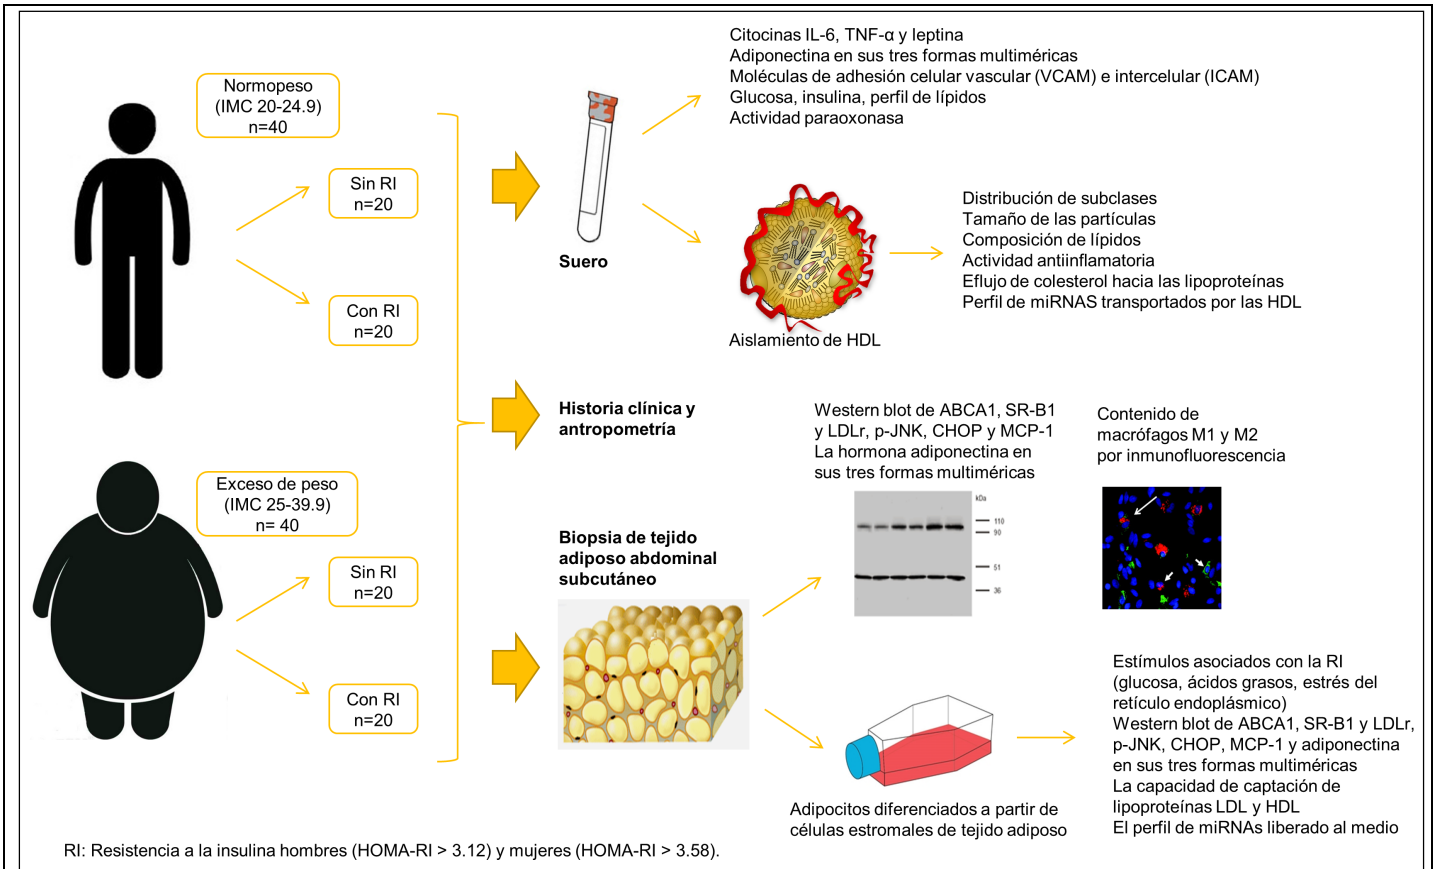 Normopeso
(IMC 20-24.9)
n=40
Sin RI
n=20
Con RI
n=20
Exceso de peso
(IMC 25-39.9)
n= 40
Sin RI
n=20
Con RI
n=20
Suero
Citocinas IL-6, TNF-α y leptina
Adiponectina en sus tres formas multiméricas
Moléculas de adhesión celular vascular (VCAM) e intercelular (ICAM)
Glucosa, insulina, perfil de lípidos
Actividad paraoxonasa
Aislamiento de HDL
Distribución de subclases
Tamaño de las partículas
Composición de lípidos
Actividad antiinflamatoria
Eflujo de colesterol hacia las lipoproteínas
Perfil de miRNAS transportados por las HDL
Historia clínica y
antropometría
Biopsia de tejido
adiposo abdominal
subcutáneo
Western blot de ABCA1, SR-B1
y LDLr, p-JNK, CHOP y MCP-1
La hormona adiponectina en
sus tres formas multiméricas
kDa
110
90
51
36
Contenido de
macrófagos M1 y M2
por inmunofluorescencia
Adipocitos diferenciados a partir de
células estromales de tejido adiposo
Estímulos asociados con la RI
(glucosa, ácidos grasos, estrés del
retículo endoplásmico)
Western blot de ABCA1, SR-B1 y LDLr,
p-JNK, CHOP, MCP-1 y adiponectina
en sus tres formas multiméricas
La capacidad de captación de
lipoproteínas LDL y HDL
El perfil de miRNAs liberado al medio
RI: Resistencia a la insulina hombres (HOMA-RI > 3.12) y mujeres (HOMA-RI > 3.58).